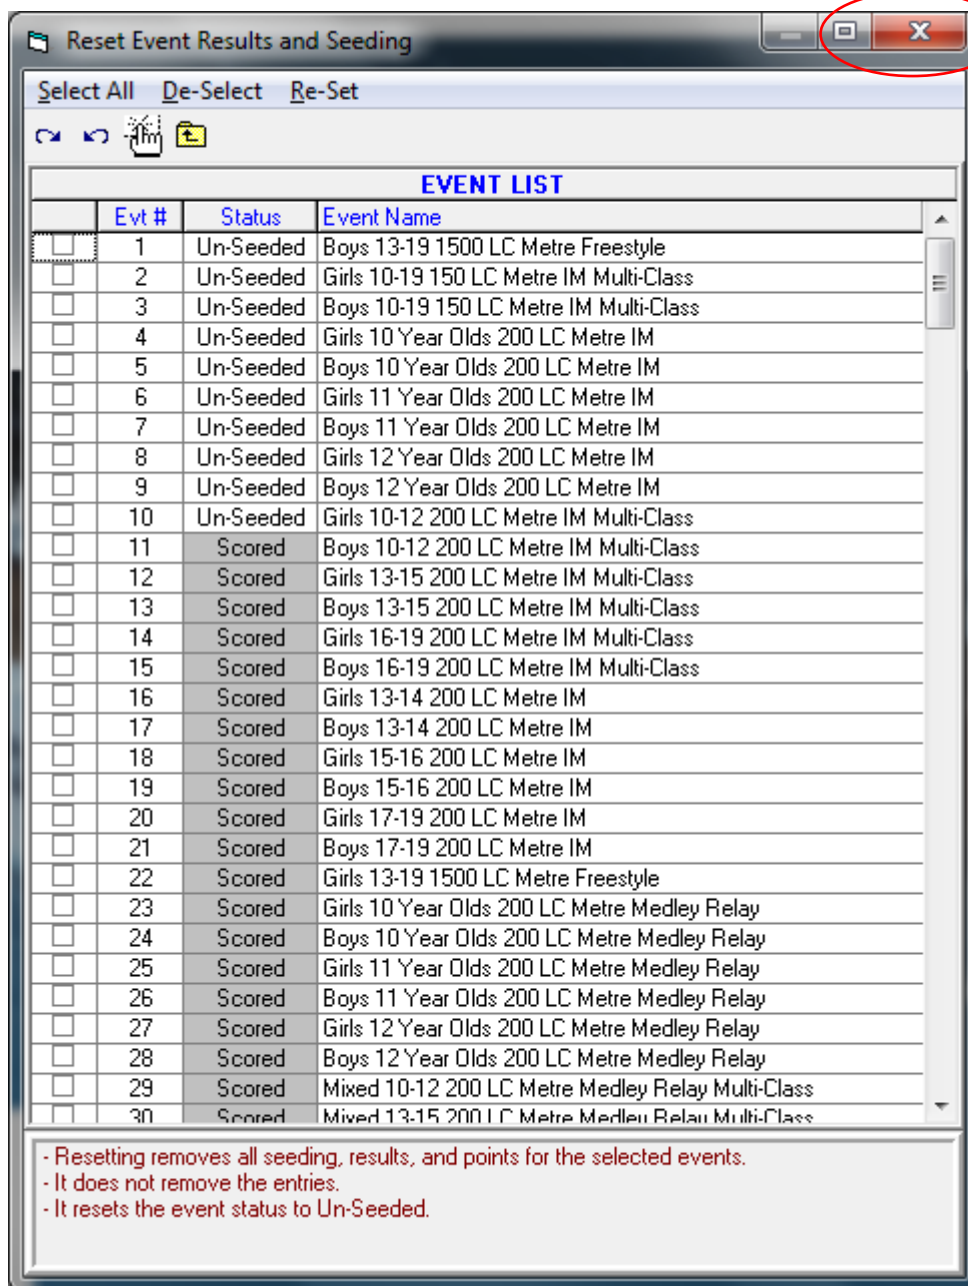 Reset Event Results and Seeding
Select All De-Select Re-Set
EVENT LIST
Evt # Status Event Name
1 Un-Seeded Boys 13-19 1500 LC Metre Freestyle
2 Un-Seeded Girls 10-19 150 LC Metre IM Multi-Class
3 Un-Seeded Boys 10-19 150 LC Metre IM Multi-Class
4 Un-Seeded Girls 10 Year Olds 200 LC Metre IM
5 Un-Seeded Boys 10 Year Olds 200 LC Metre IM
6 Un-Seeded Girls 11 Year Olds 200 LC Metre IM
7 Un-Seeded Boys 11 Year Olds 200 LC Metre IM
8 Un-Seeded Girls 12 Year Olds 200 LC Metre IM
9 Un-Seeded Boys 12 Year Olds 200 LC Metre IM
10 Un-Seeded Girls 10-12 200 LC Metre IM Multi-Class
11 Scored Boys 10-12 200 LC Metre IM Multi-Class
12 Scored Girls 13-15 200 LC Metre IM Multi-Class
13 Scored Boys 13-15 200 LC Metre IM Multi-Class
14 Scored Girls 16-19 200 LC Metre IM Multi-Class
15 Scored Boys 16-19 200 LC Metre IM Multi-Class
16 Scored Girls 13-14 200 LC Metre IM
17 Scored Boys 13-14 200 LC Metre IM
18 Scored Girls 15-16 200 LC Metre IM
19 Scored Boys 15-16 200 LC Metre IM
20 Scored Girls 17-19 200 LC Metre IM
21 Scored Boys 17-19 200 LC Metre IM
22 Scored Girls 13-19 1500 LC Metre Freestyle
23 Scored Girls 10 Year Olds 200 LC Metre Medley Relay
24 Scored Boys 10 Year Olds 200 LC Metre Medley Relay
25 Scored Girls 11 Year Olds 200 LC Metre Medley Relay
26 Scored Boys 11 Year Olds 200 LC Metre Medley Relay
27 Scored Girls 12 Year Olds 200 LC Metre Medley Relay
28 Scored Boys 12 Year Olds 200 LC Metre Medley Relay
29 Scored Mixed 10-12 200 LC Metre Medley Relay Multi-Class
30 Scored Mixed 13-15 200 LC Metre Medley Relay Multi-Class
- Resetting removes all seeding, results, and points for the selected events.
- It does not remove the entries.
- It resets the event status to Un-Seeded.